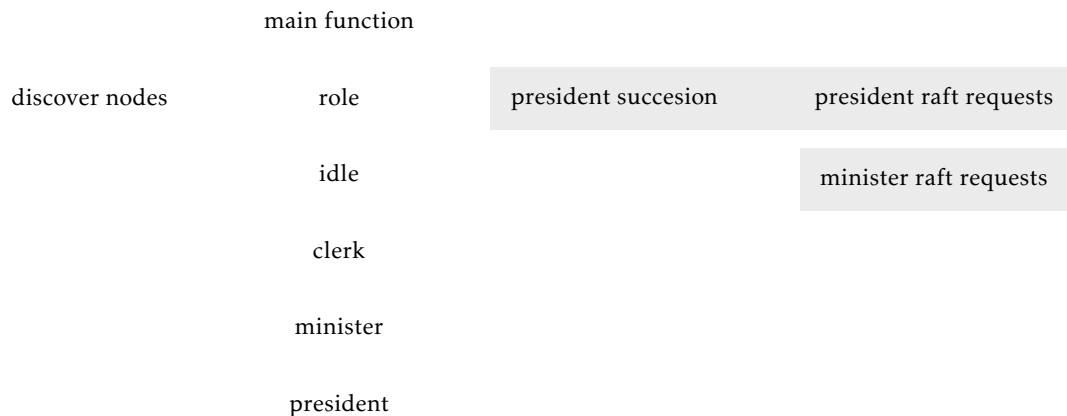 main function
discover nodes role president succesion president raft requests
idle minister raft requests
clerk
minister
president